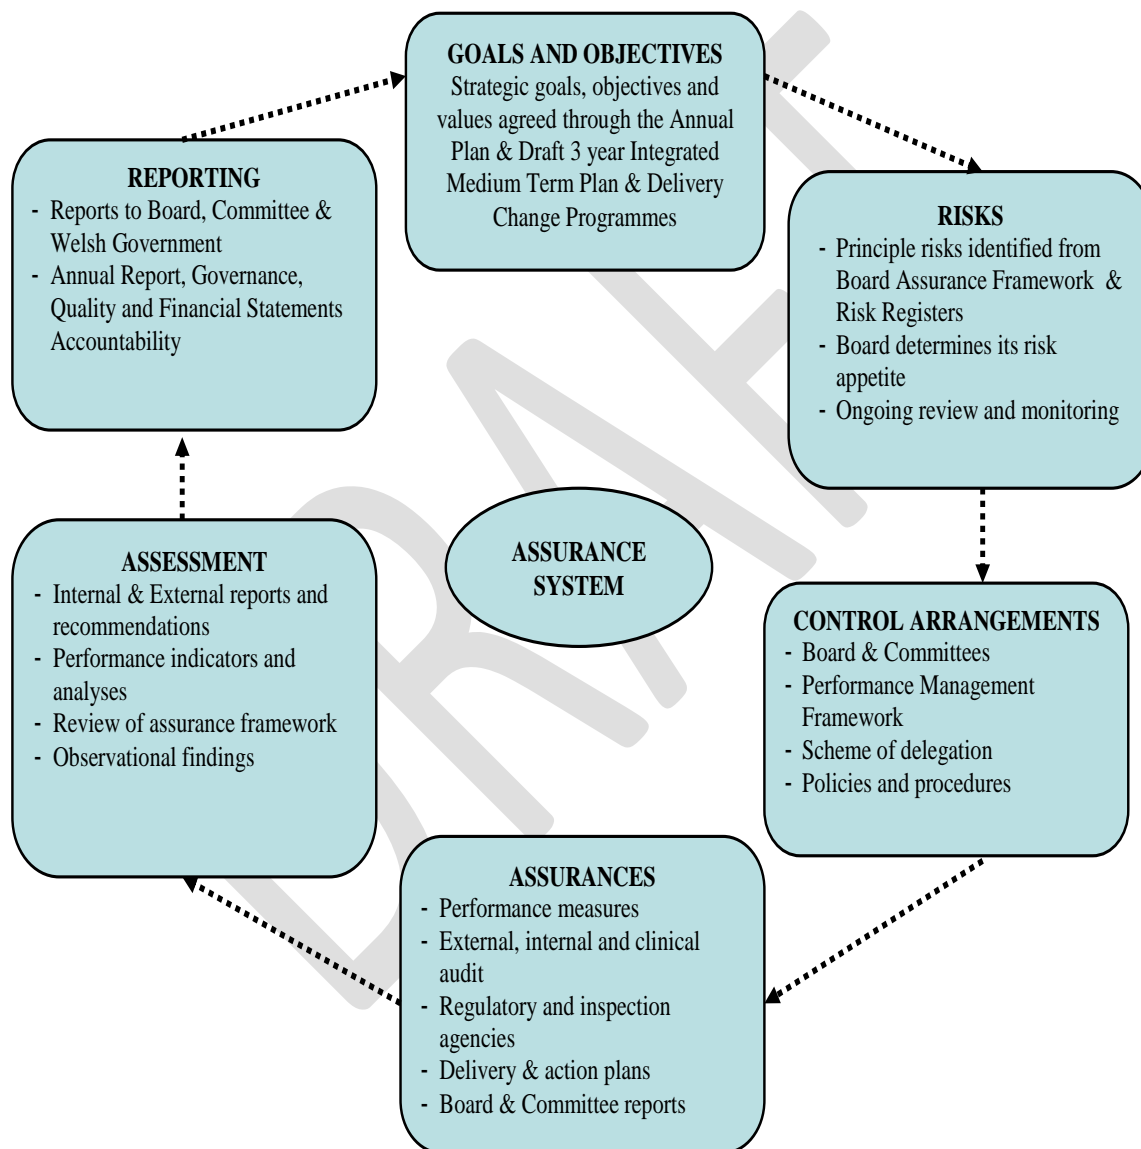 GOALS AND OBJECTIVES
Strategic goals, objectives and
values agreed through the Annual
Plan & Draft 3 year Integrated
Medium Term Plan & Delivery
Change Programmes
RISKS
- Principle risks identified from
Board Assurance Framework &
Risk Registers
- Board determines its risk
appetite
- Ongoing review and monitoring
CONTROL ARRANGEMENTS
- Board & Committees
- Performance Management
Framework
- Scheme of delegation
- Policies and procedures
ASSURANCES
- Performance measures
- External, internal and clinical
audit
- Regulatory and inspection
agencies
- Delivery & action plans
- Board & Committee reports
ASSESSMENT
- Internal & External reports and
recommendations
- Performance indicators and
analyses
- Review of assurance framework
- Observational findings
REPORTING
- Reports to Board, Committee &
Welsh Government
- Annual Report, Governance,
Quality and Financial Statements
Accountability
ASSURANCE
SYSTEM
DRAFT